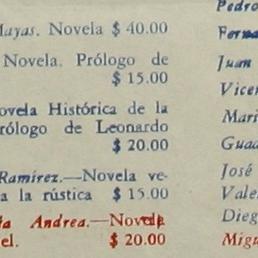 Mayas. Novela $ 40.00
Novela. Prólogo de
$ 15.00
ovela Histórica de la
rólogo de Leonardo
$ 20.00
Ramirez.—Novela ve-
a la rústica $ 15.00
Andrea.—Novela
el. $ 20.00
Pedro
Ferna
Juan
Vicen
Mari
Guad
José
Valer
Dieg
Migu